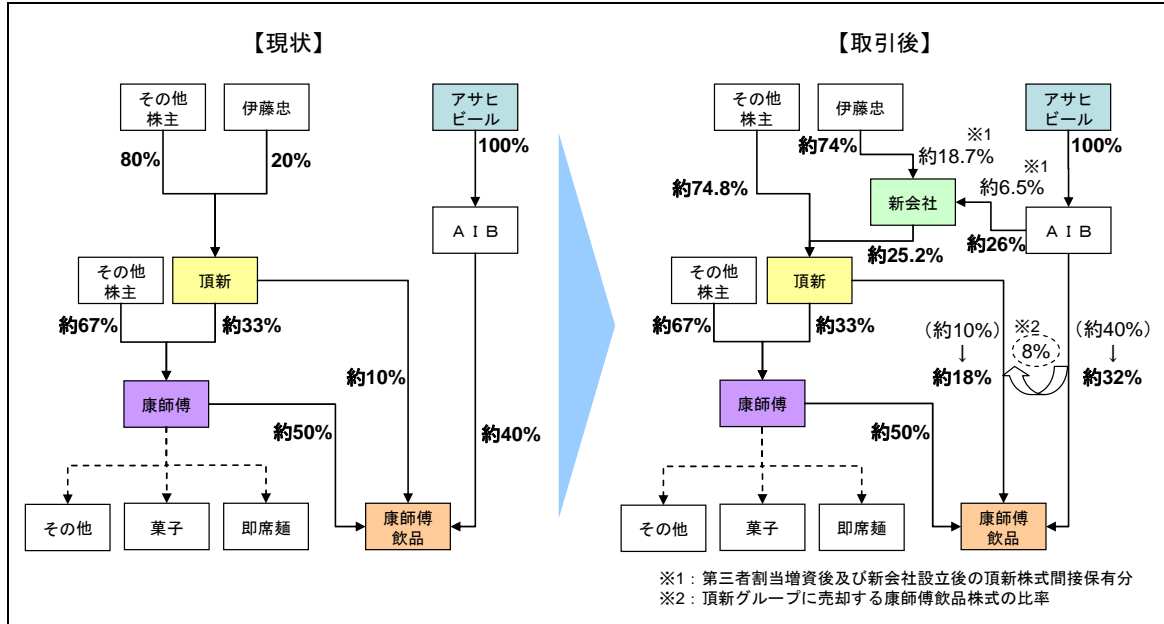 【現状】
その他
株主
伊藤忠
アサヒ
ビール
80%
20%
100%
ＡＩＢ
その他
株主
頂新
約67%
約33%
約10%
康師傅
約50%
約40%
その他
菓子
即席麺
康師傅
飲品
【取引後】
その他
株主
伊藤忠
アサヒ
ビール
約74%
※1
約18.7%
100%
※1
約6.5%
約74.8%
新会社
ＡＩＢ
約26%
約25.2%
その他
株主
頂新
約67%
約33%
（約10%）
↓
約18%
※2
8%
（約40%）
↓
約32%
康師傅
約50%
その他
菓子
即席麺
康師傅
飲品
※1：第三者割当増資後及び新会社設立後の頂新株式間接保有分
※2：頂新グループに売却する康師傅飲品株式の比率